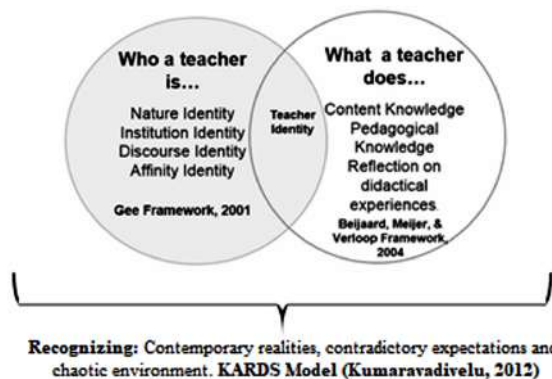 Who a teacher
is...
Nature Identity
Institution Identity
Discourse Identity
Affinity Identity
Gee Framework, 2001
Teacher
Identity
What a teacher
does...
Content Knowledge
Pedagogical
Knowledge
Reflection on
didactical
experiences
Beijaard, Meijer, &
Verloop Framework,
2004
Recognizing: Contemporary realities, contradictory expectations and
chaotic environment. KARDS Model (Kumaravadivelu, 2012)